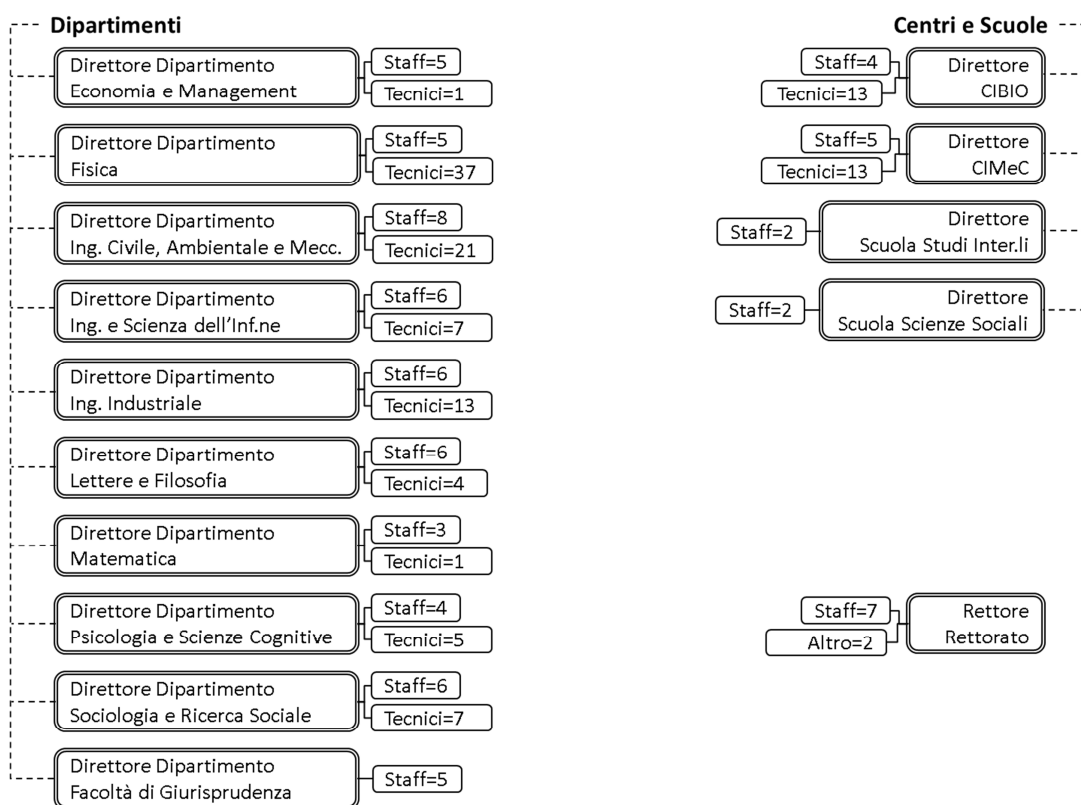 Dipartimenti
Direttore Dipartimento
Economia e Management
Staff=5
Tecnici=1
Direttore Dipartimento
Fisica
Staff=5
Tecnici=37
Direttore Dipartimento
Ing. Civile, Ambientale e Mecc.
Staff=8
Tecnici=21
Direttore Dipartimento
Ing. e Scienza dell'Inf.ne
Staff=6
Tecnici=7
Direttore Dipartimento
Ing. Industriale
Staff=6
Tecnici=13
Direttore Dipartimento
Lettere e Filosofia
Staff=6
Tecnici=4
Direttore Dipartimento
Matematica
Staff=3
Tecnici=1
Direttore Dipartimento
Psicologia e Scienze Cognitive
Staff=4
Tecnici=5
Direttore Dipartimento
Sociologia e Ricerca Sociale
Staff=6
Tecnici=7
Direttore Dipartimento
Facoltà di Giurisprudenza
Staff=5
Centri e Scuole
Staff=4
Tecnici=13
Direttore
CIBIO
Staff=5
Tecnici=13
Direttore
CIMeC
Staff=2
Direttore
Scuola Studi Inter.li
Staff=2
Direttore
Scuola Scienze Sociali
Staff=7
Altro=2
Rettore
Rettorato